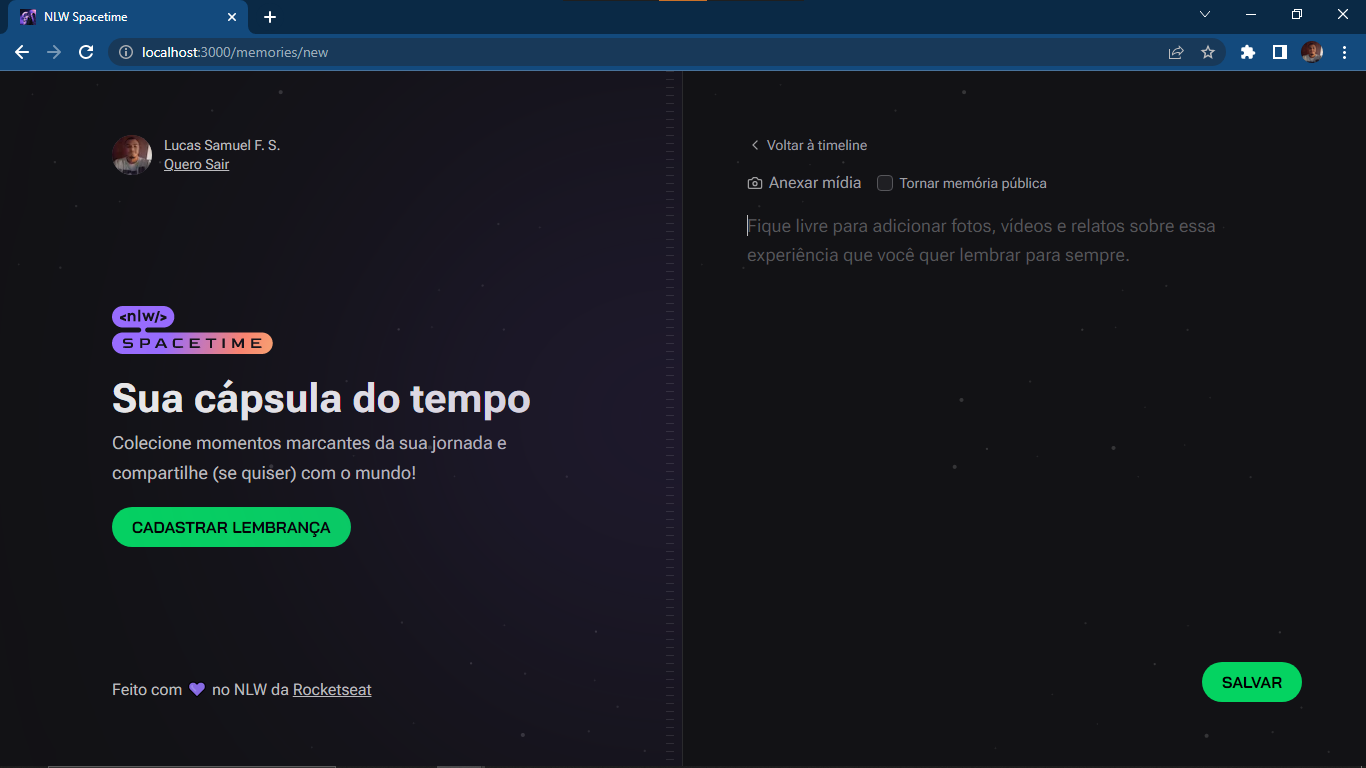 NLW Spacetime
localhost:3000/memories/new
Lucas Samuel F. S.
Quero Sair
<nlw/>
SPACETIME
Sua cápsula do tempo
Colecione momentos marcantes da sua jornada e
compartilhe (se quiser) com o mundo!
CADASTRAR LEMBRANÇA
Feito com 💜 no NLW da Rocketseat
Voltar à timeline
Anexar mídia
Tornar memória pública
Fique livre para adicionar fotos, vídeos e relatos sobre essa
experiência que você quer lembrar para sempre.
SALVAR